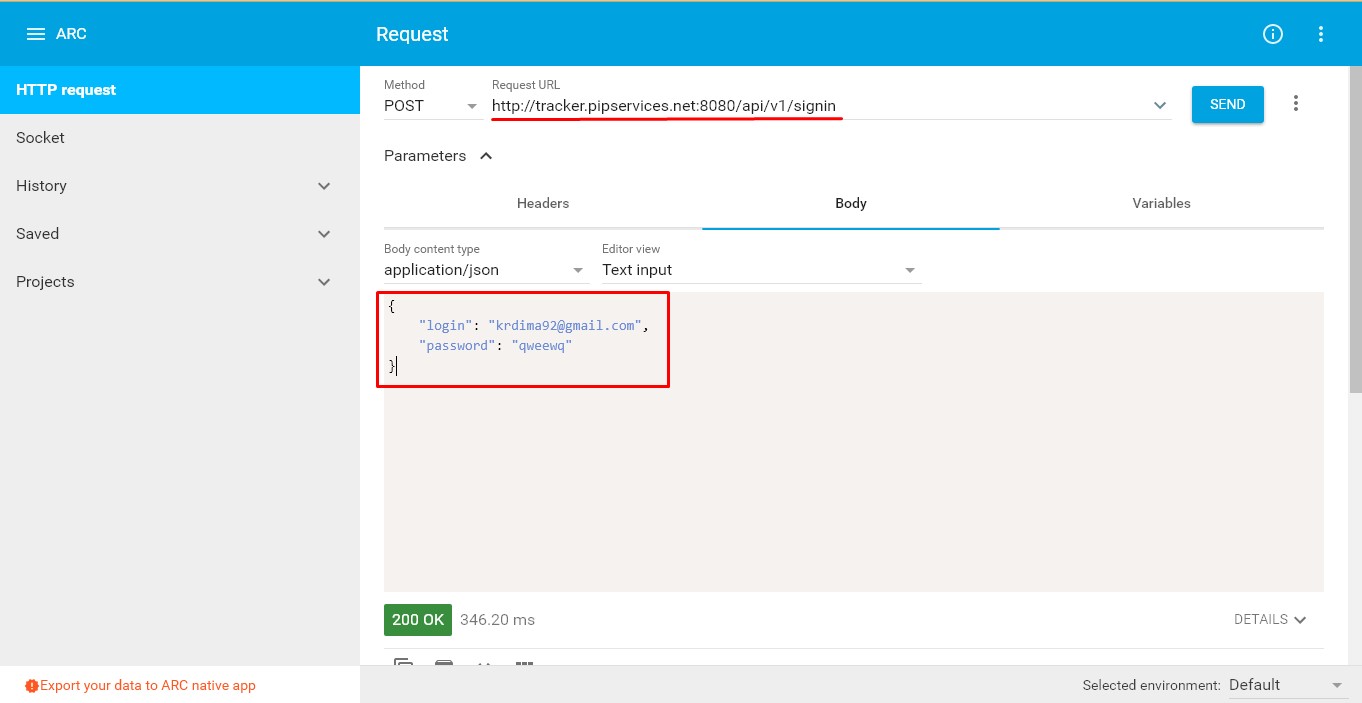 ARC
Request
HTTP request
Socket
History
Saved
Projects
Method
Request URL
POST
http://tracker.pipservices.net:8080/api/v1/signin
SEND
Parameters
Headers
Body
Variables
Body content type
Editor view
application/json
Text input
{
"login": "krdima92@gmail.com",
"password": "qweewq"
}
200 OK
346.20 ms
DETAILS
Export your data to ARC native app
Selected environment:
Default